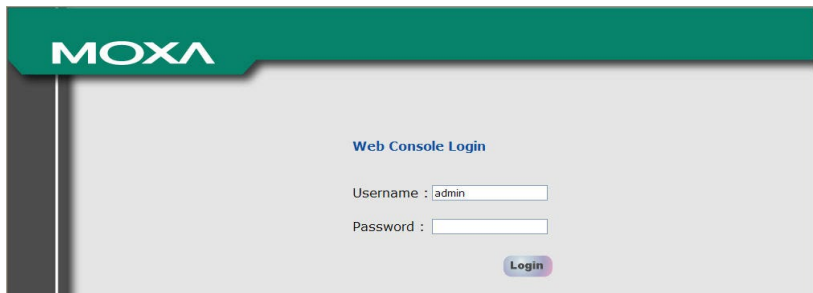 MOXA
Web Console Login
Username : admin
Password :
Login